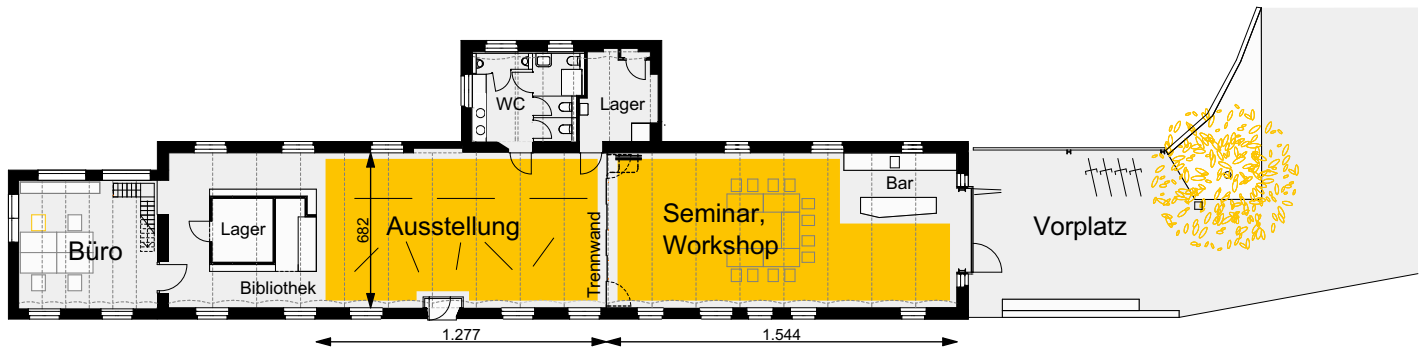 WC
Lager
Bar
Büro
Lager
Bibliothek
682
Ausstellung
Trennwand
Seminar,
Workshop
Vorplatz
1.277
1.544